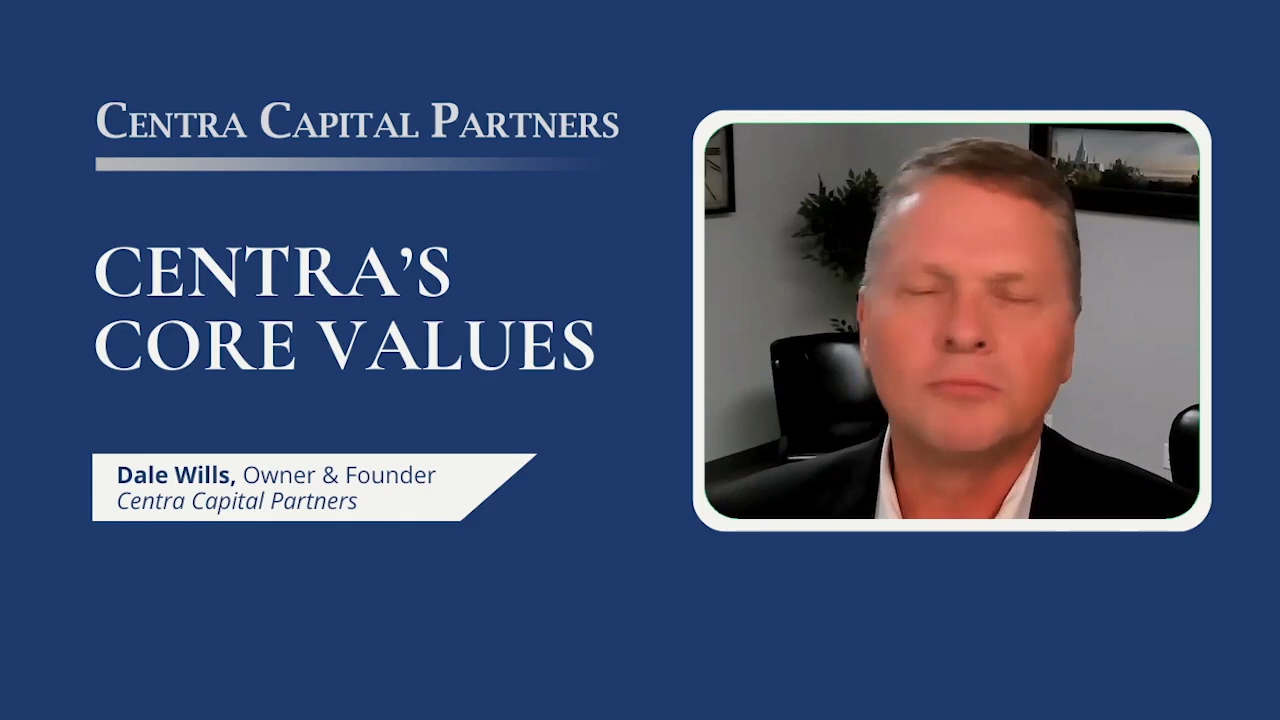 CENTRA CAPITAL PARTNERS
CENTRA’S
CORE VALUES
Dale Wills, Owner & Founder
Centra Capital Partners